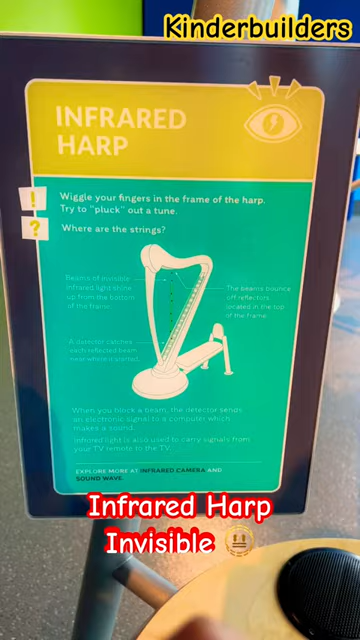 Kinderbuilders
INFRARED
HARP
! Wiggle your fingers in the frame of the harp.
Try to "pluck" out a tune.
? Where are the strings?
Beams of invisible
infrared light shine
up from the bottom
of the frame.
The beams bounce
off reflectors
located in the top
of the frame.
A detector catches
each reflected beam
near where it started.
When you block a beam, the detector sends
an electronic signal to a computer which
makes a sound.
Infrared light is also used to carry signals from
your TV remote to the TV.
EXPLORE MORE AT INFRARED CAMERA AND
SOUND WAVE.
Infrared Harp
Invisible 😐